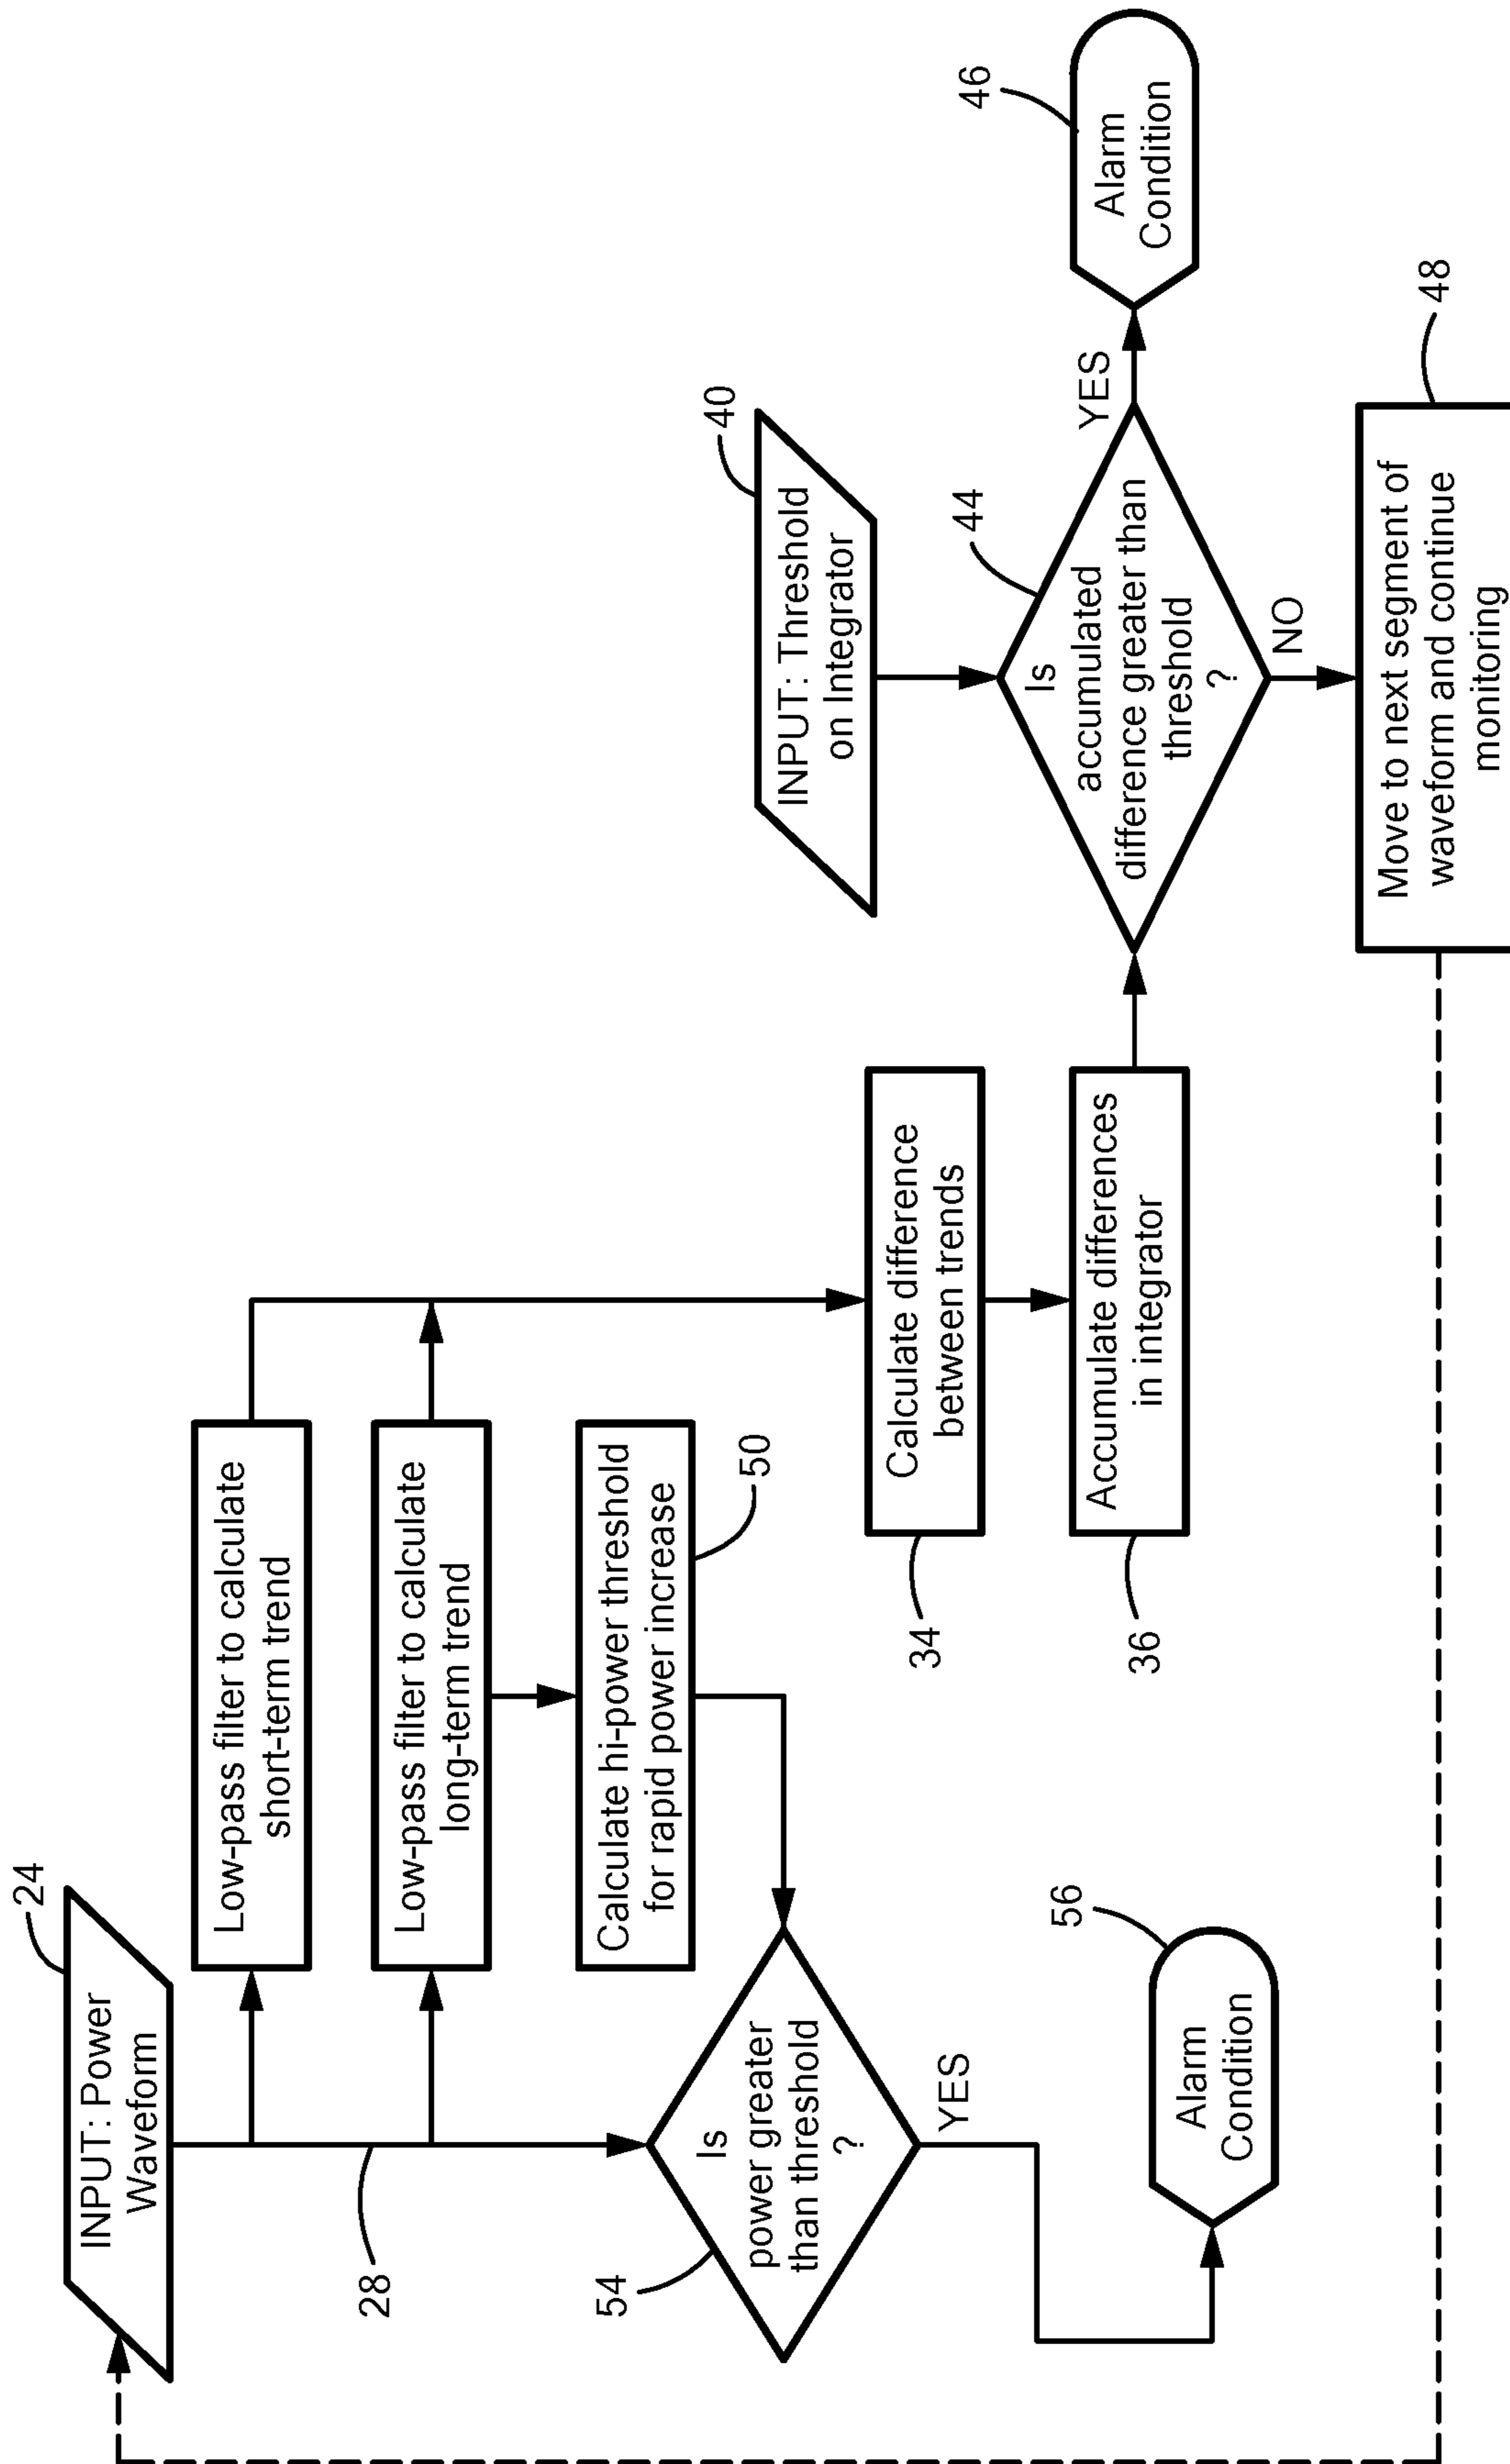 24
INPUT: Power
Waveform
28
Low-pass filter to calculate
short-term trend
Low-pass filter to calculate
long-term trend
Calculate hi-power threshold
for rapid power increase
50
54
Is
power greater
than threshold
?
YES
56
Alarm
Condition
Calculate difference
between trends
34
Accumulate differences
in integrator
36
40
INPUT: Threshold
on Integrator
44
Is
accumulated
difference greater than
threshold
?
YES
46
Alarm
Condition
NO
48
Move to next segment of
waveform and continue
monitoring